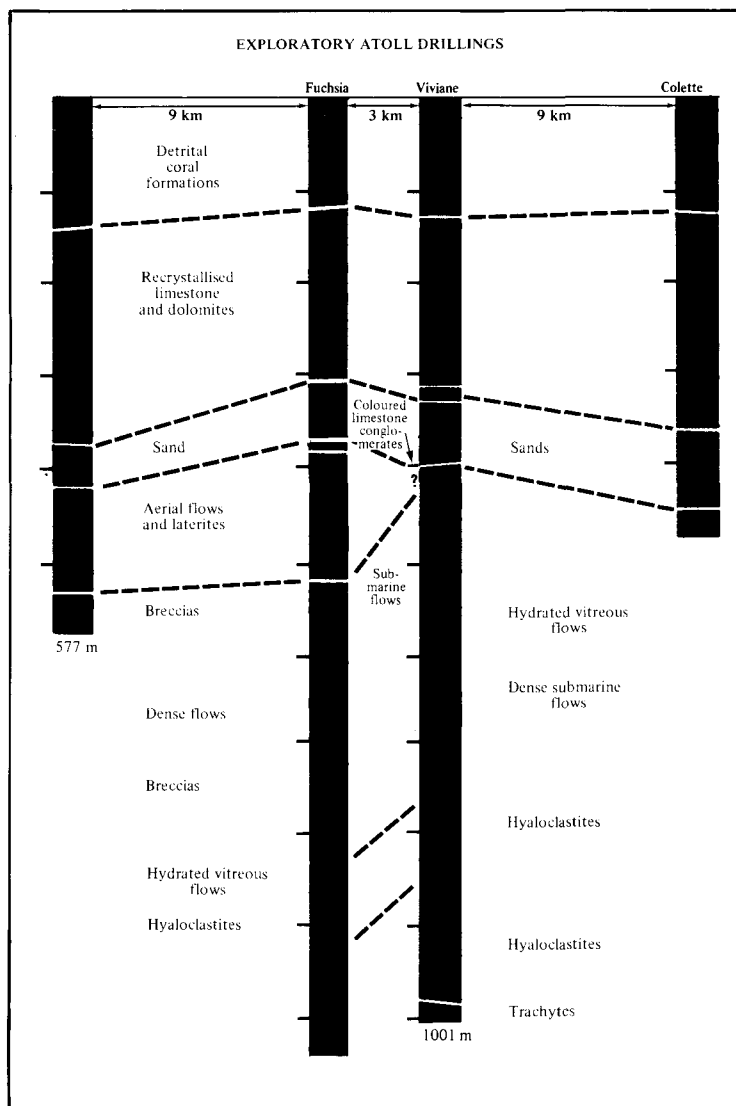 EXPLORATORY ATOLL DRILLINGS
Fuchsia
Viviane
Colette
9 km
3 km
9 km
Detrital
coral
formations
Recrystallised
limestone
and dolomites
Coloured
limestone
conglo-
merates
Sand
Sands
?
Aerial flows
and laterites
Sub-
marine
flows
Breccias
Hydrated vitreous
flows
577 m
Dense submarine
flows
Dense flows
Breccias
Hyaloclastites
Hydrated vitreous
flows
Hyaloclastites
Hyaloclastites
Trachytes
1001 m